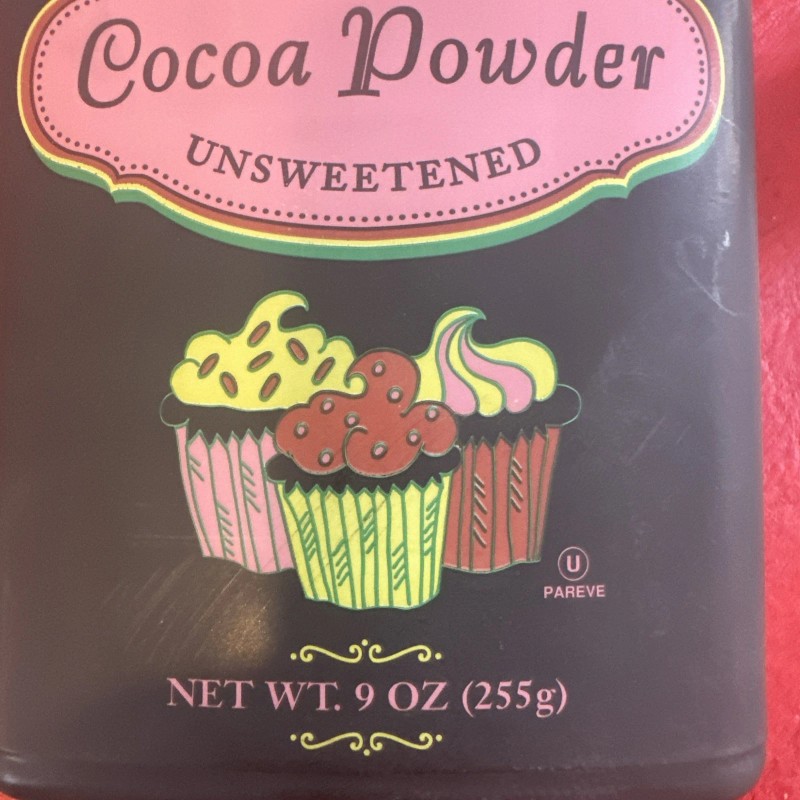 Cocoa Powder
UNSWEETENED
U
PAREVE
NET WT. 9 OZ (255g)